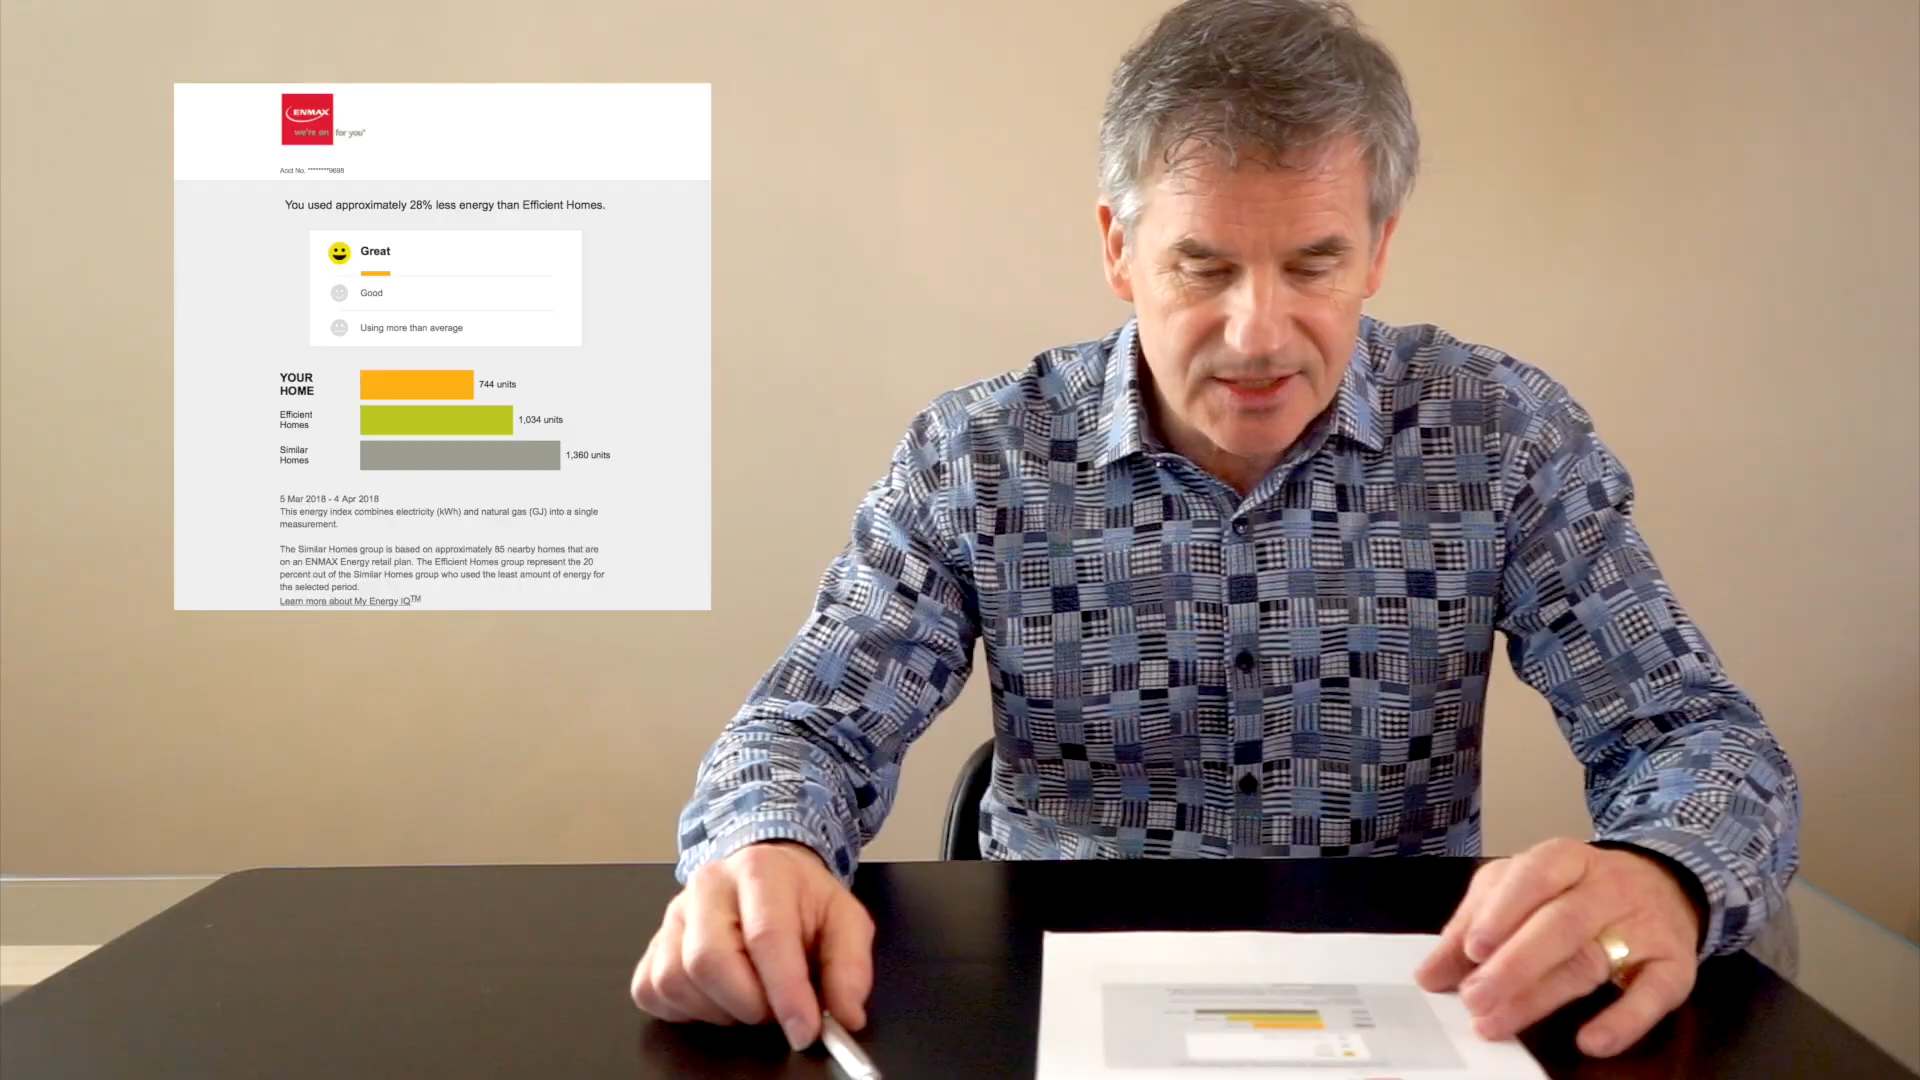 ENMAX
we're on for you*
Acct No. ********9698
You used approximately 28% less energy than Efficient Homes.
Great
Good
Using more than average
YOUR
HOME
744 units
Efficient
Homes
1,034 units
Similar
Homes
1,360 units
5 Mar 2018 - 4 Apr 2018
This energy index combines electricity (kWh) and natural gas (GJ) into a single
measurement.
The Similar Homes group is based on approximately 85 nearby homes that are
on an ENMAX Energy retail plan. The Efficient Homes group represent the 20
percent out of the Similar Homes group who used the least amount of energy for
the selected period.
Learn more about My Energy IQTM